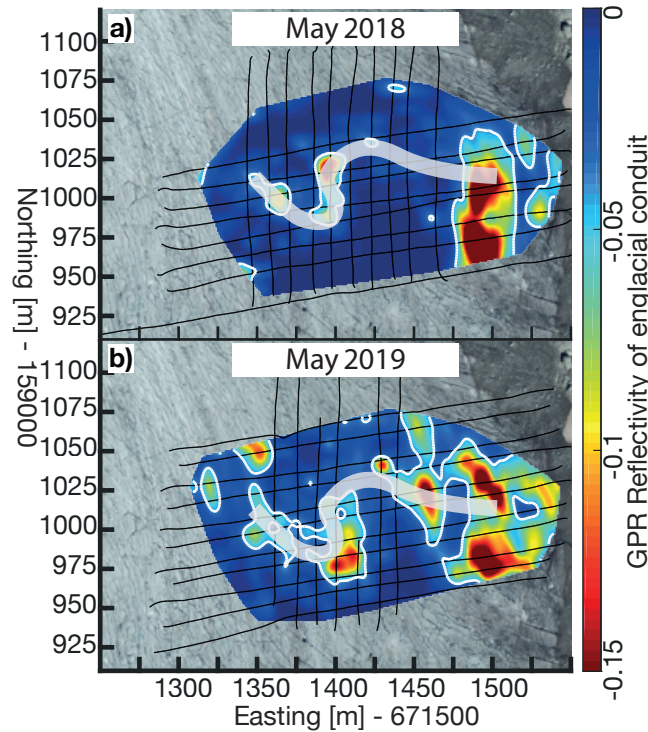 a)
May 2018
1100
1075
1050
1025
1000
975
950
925
b)
May 2019
1100
1075
1050
1025
1000
975
950
925
Northing [m] - 159000
1300 1350 1400 1450 1500
Easting [m] - 671500
0
-0.05
-0.1
-0.15
GPR Reflectivity of englacial conduit